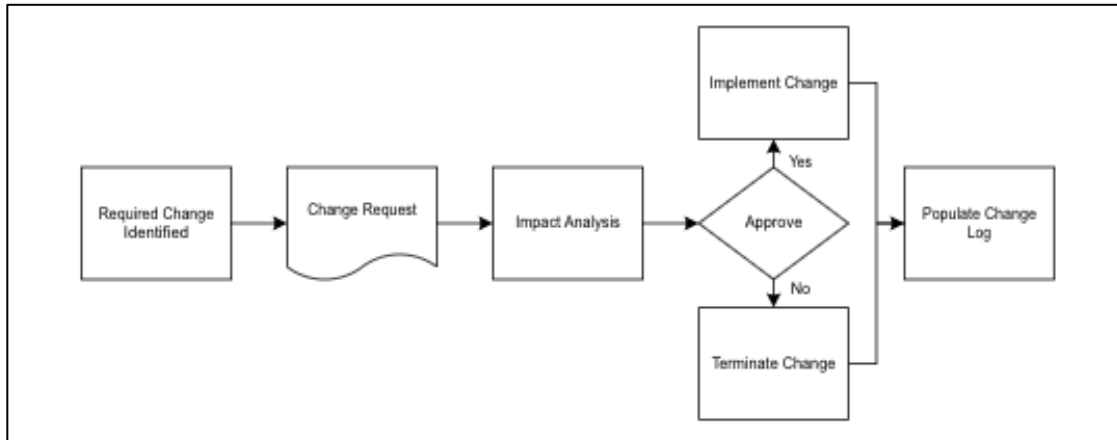 Required Change
Identified
Change Request
Impact Analysis
Approve
Yes
Implement Change
No
Terminate Change
Populate Change
Log